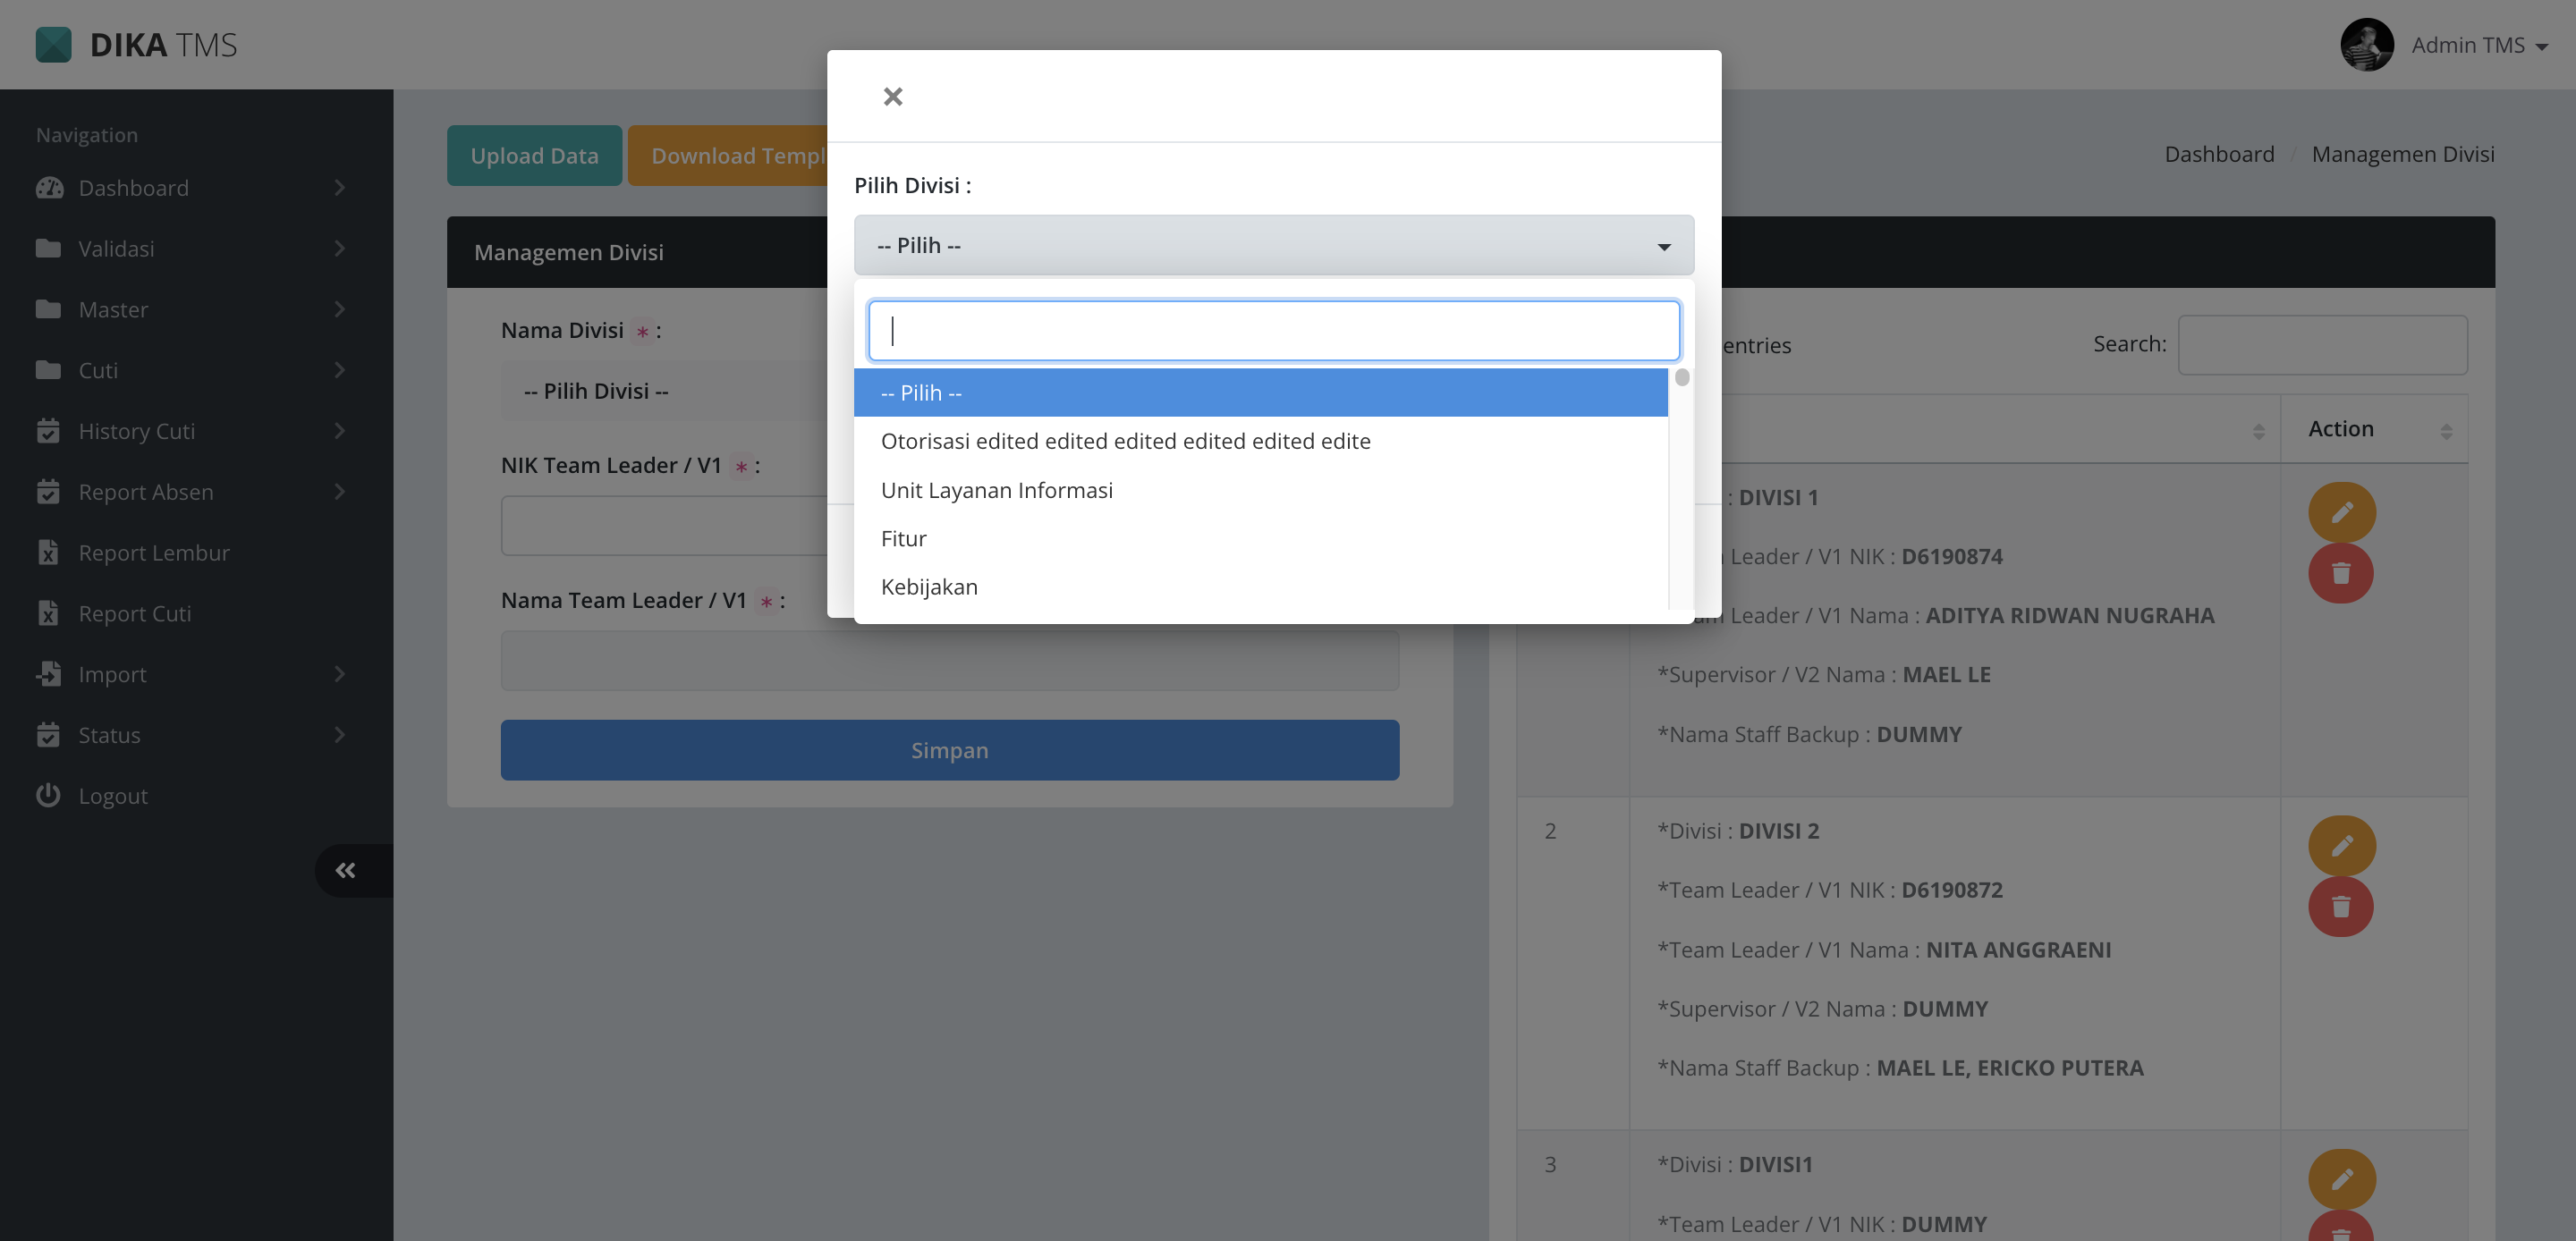 DIKA TMS
Admin TMS
Navigation
Dashboard
Validasi
Master
Cuti
History Cuti
Report Absen
Report Lembur
Report Cuti
Import
Status
Logout
Upload Data
Download Templ
Dashboard / Managemen Divisi
Managemen Divisi
Nama Divisi * :
-- Pilih Divisi --
NIK Team Leader / V1 * :
Nama Team Leader / V1 * :
Simpan
×
Pilih Divisi :
-- Pilih --
-- Pilih --
Otorisasi edited edited edited edited edited edite
Unit Layanan Informasi
Fitur
Kebijakan
entries
Search:
Action
: DIVISI 1
Leader / V1 NIK : D6190874
Leader / V1 Nama : ADITYA RIDWAN NUGRAHA
*Supervisor / V2 Nama : MAEL LE
*Nama Staff Backup : DUMMY
2
*Divisi : DIVISI 2
*Team Leader / V1 NIK : D6190872
*Team Leader / V1 Nama : NITA ANGGRAENI
*Supervisor / V2 Nama : DUMMY
*Nama Staff Backup : MAEL LE, ERICKO PUTERA
3
*Divisi : DIVISI1
*Team Leader / V1 NIK : DUMMY